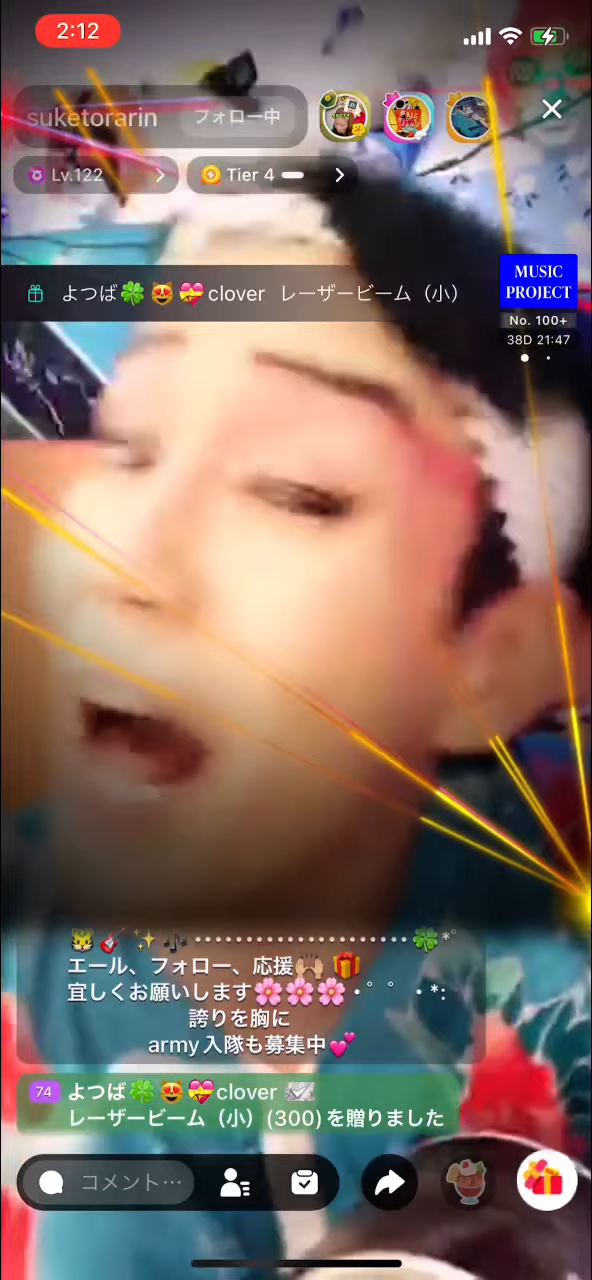 2:12
suketorarin フォロー中
Lv.122 Tier 4
よつば🍀😻💝clover レーザービーム（小）
MUSIC
PROJECT
No. 100+
38D 21:47
🐯🎸✨🎶•••••••••••••••••••••🍀*°
エール、フォロー、応援🙌🏼 🎁
宜しくお願いします🌸🌸🌸・゜゜・*:
誇りを胸に
army入隊も募集中💕
74 よつば🍀😻💝clover
レーザービーム（小）(300)を贈りました
コメント…